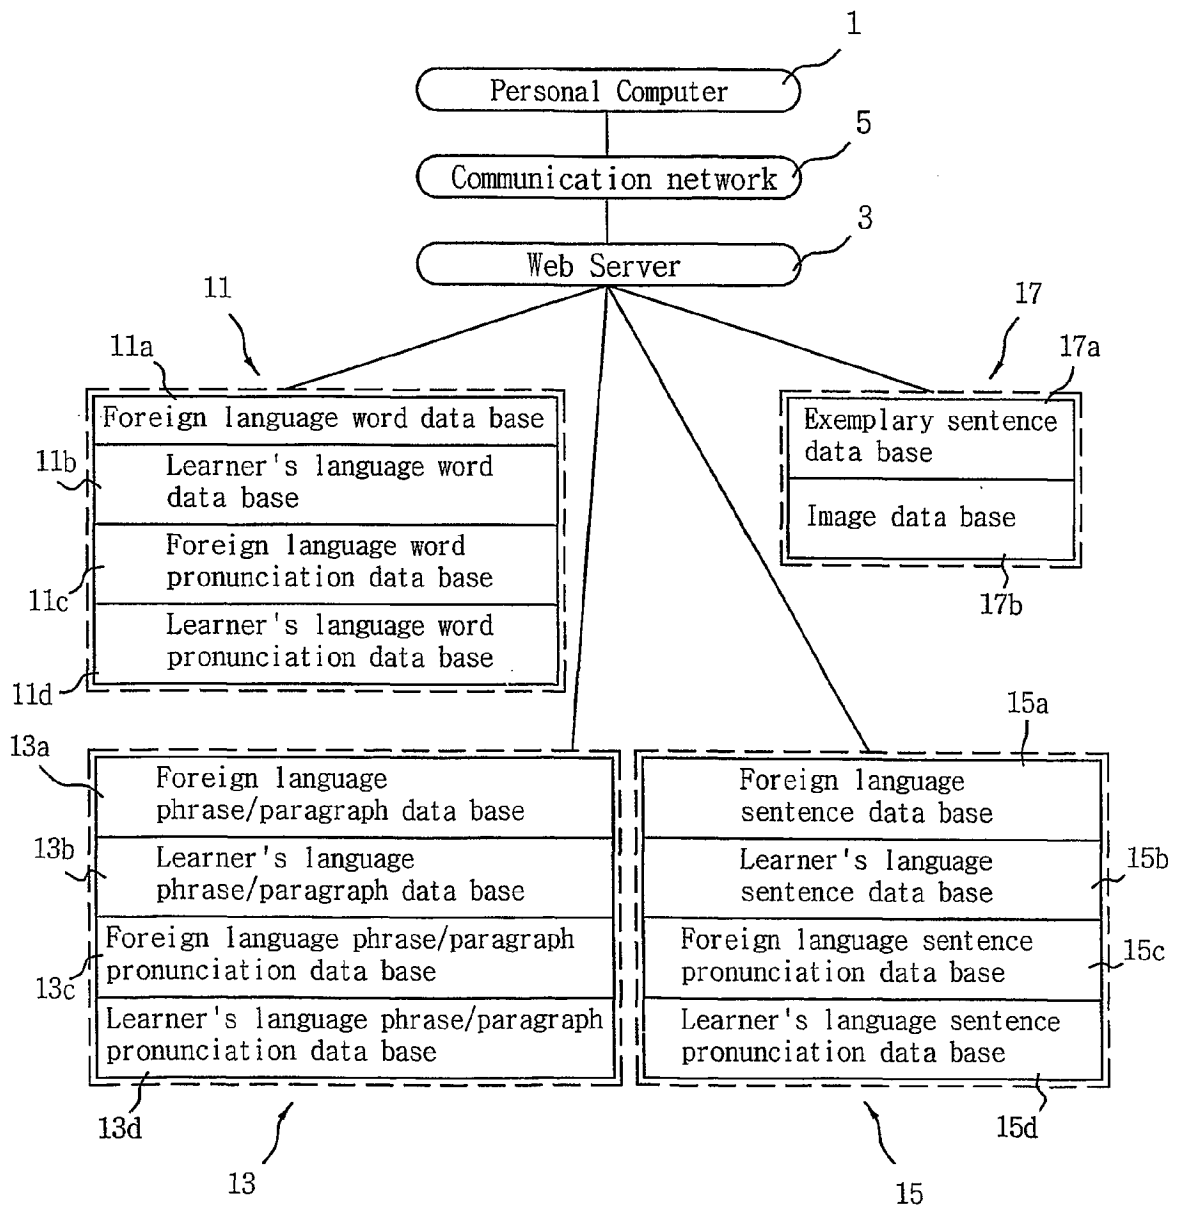 1
Personal Computer
5
Communication network
3
Web Server
11
17
11a
17a
Foreign language word data base
Exemplary sentence
data base
11b
Learner's language word
data base
Image data base
Foreign language word
pronunciation data base
11c
17b
Learner's language word
pronunciation data base
11d
15a
13a
Foreign language
phrase/paragraph data base
Foreign language
sentence data base
13b
Learner's language
phrase/paragraph data base
Learner's language
sentence data base
15b
Foreign language phrase/paragraph
pronunciation data base
13c
Foreign language sentence
pronunciation data base
15c
Learner's language phrase/paragraph
pronunciation data base
Learner's language sentence
pronunciation data base
13d
15d
13
15